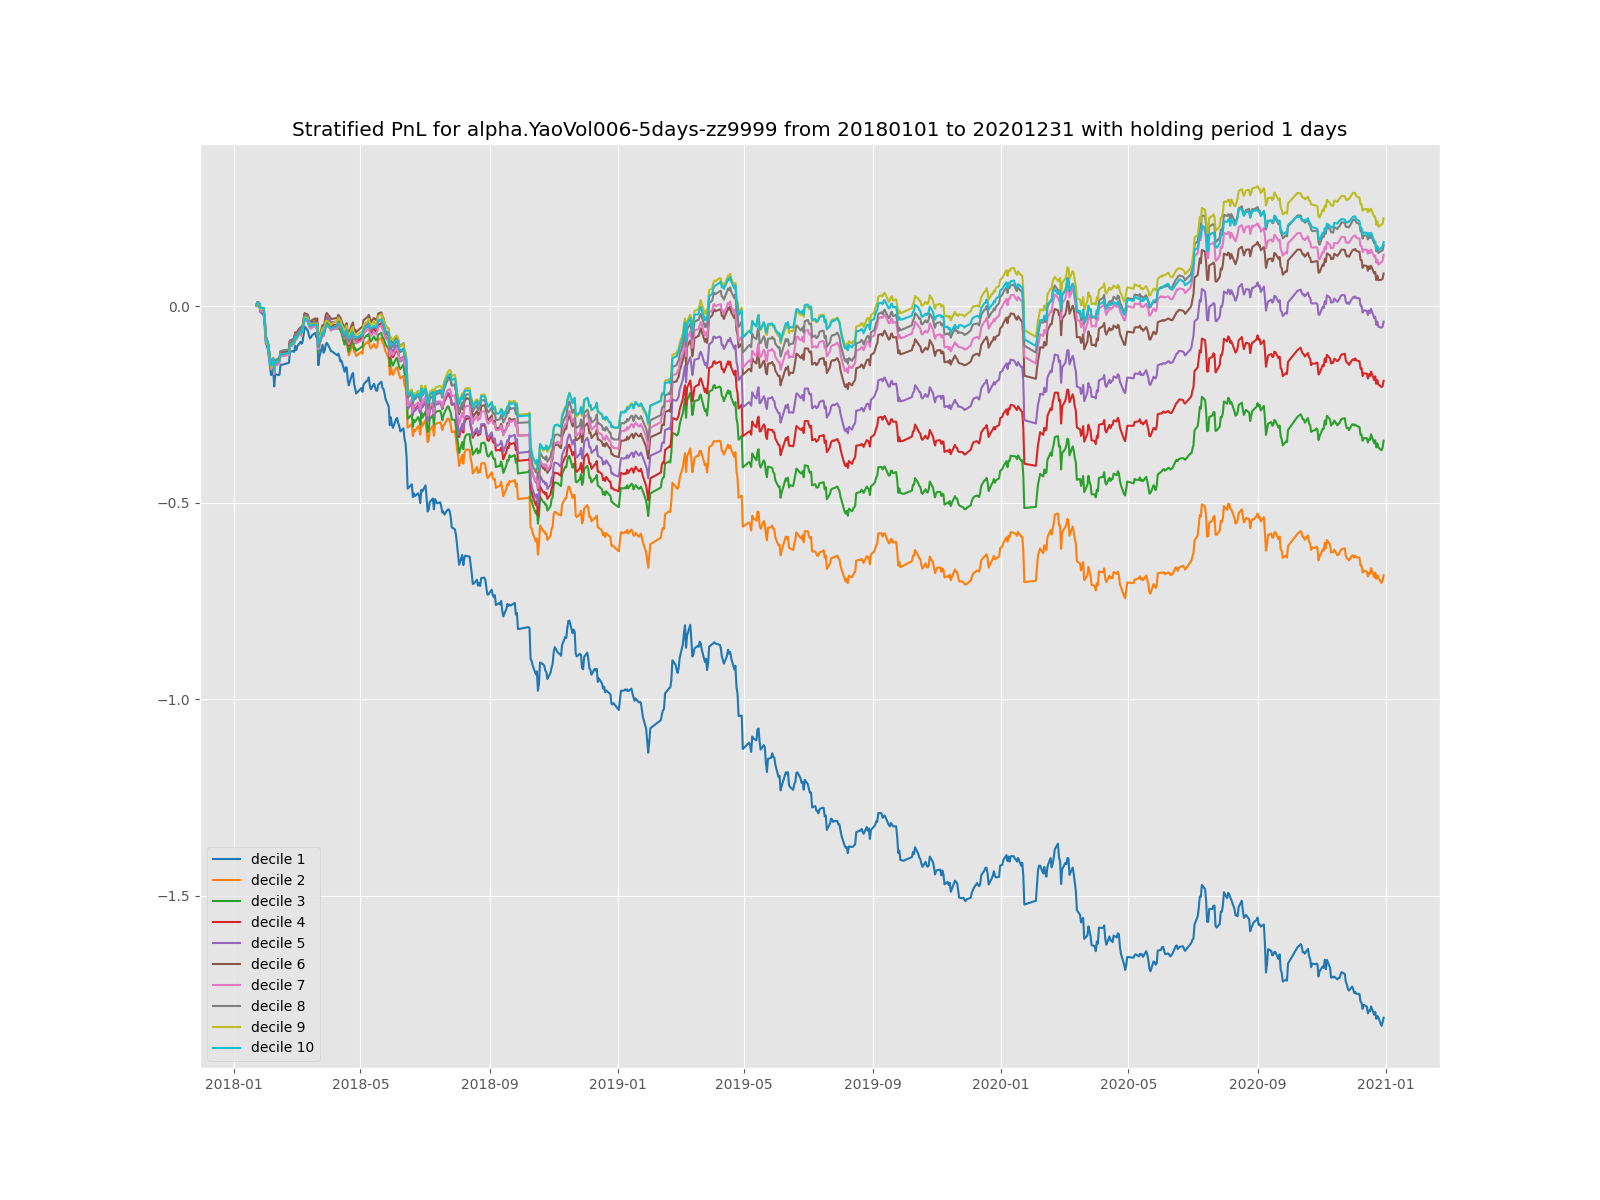 Stratified PnL for alpha.YaoVol006-5days-zz9999 from 20180101 to 20201231 with holding period 1 days
0.0
−0.5
−1.0
−1.5
decile 1
decile 2
decile 3
decile 4
decile 5
decile 6
decile 7
decile 8
decile 9
decile 10
2018-01 2018-05 2018-09 2019-01 2019-05 2019-09 2020-01 2020-05 2020-09 2021-01